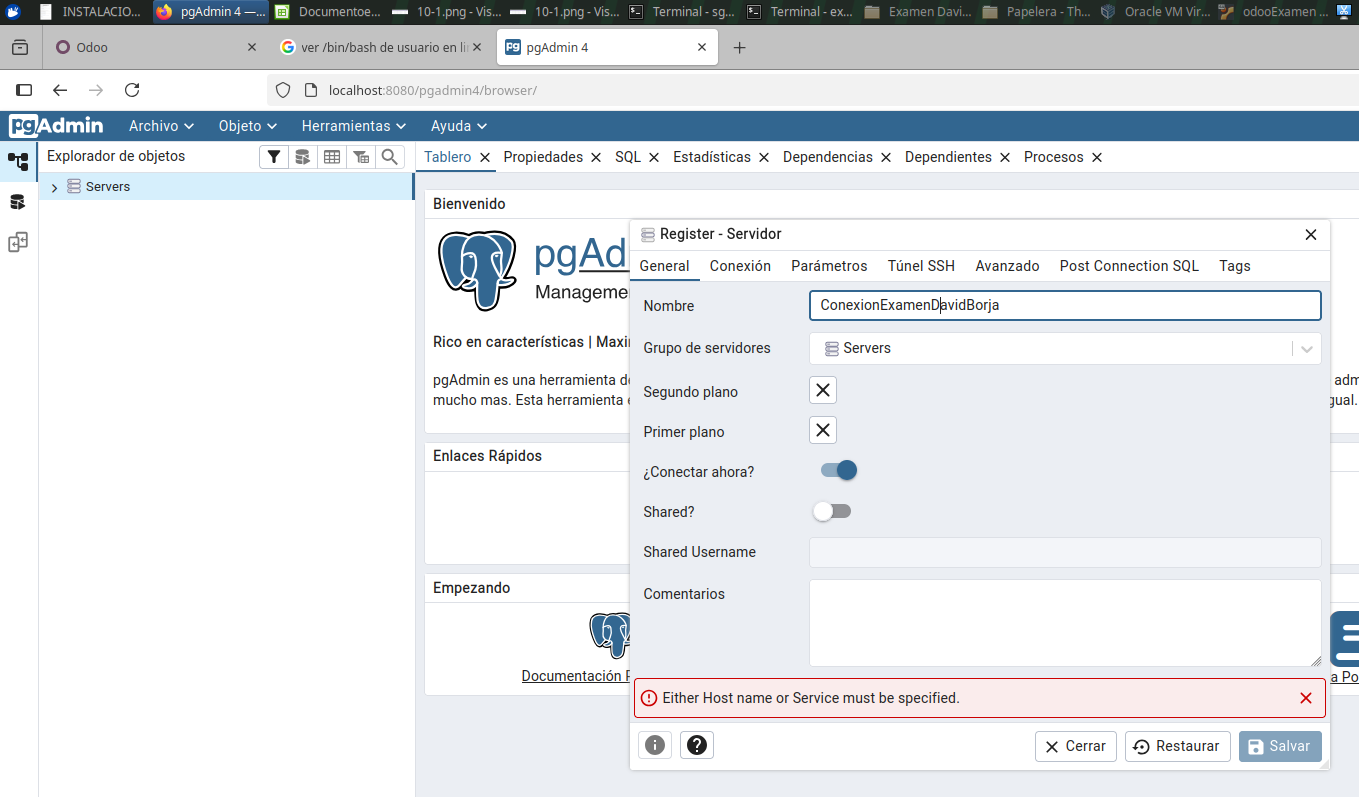 INSTALACIO...
pgAdmin 4 —...
Documentoe...
10-1.png - Vis...
10-1.png - Vis...
Terminal - sg...
Terminal - ex...
Examen Davi...
Papelera - Th...
Oracle VM Vir...
odooExamen ...
Odoo
ver /bin/bash de usuario en li
pgAdmin 4
localhost:8080/pgadmin4/browser/
pgAdmin
Archivo
Objeto
Herramientas
Ayuda
Explorador de objetos
Tablero
Propiedades
SQL
Estadísticas
Dependencias
Dependientes
Procesos
Servers
Bienvenido
pgAd
Manageme
Rico en características | Maxi
pgAdmin es una herramienta d
adm
mucho mas. Esta herramienta
gual.
Enlaces Rápidos
Empezando
Documentación
a Po
Register - Servidor
General
Conexión
Parámetros
Túnel SSH
Avanzado
Post Connection SQL
Tags
Nombre
ConexionExamenDavidBorja
Grupo de servidores
Servers
Segundo plano
Primer plano
¿Conectar ahora?
Shared?
Shared Username
Comentarios
Either Host name or Service must be specified.
Cerrar
Restaurar
Salvar